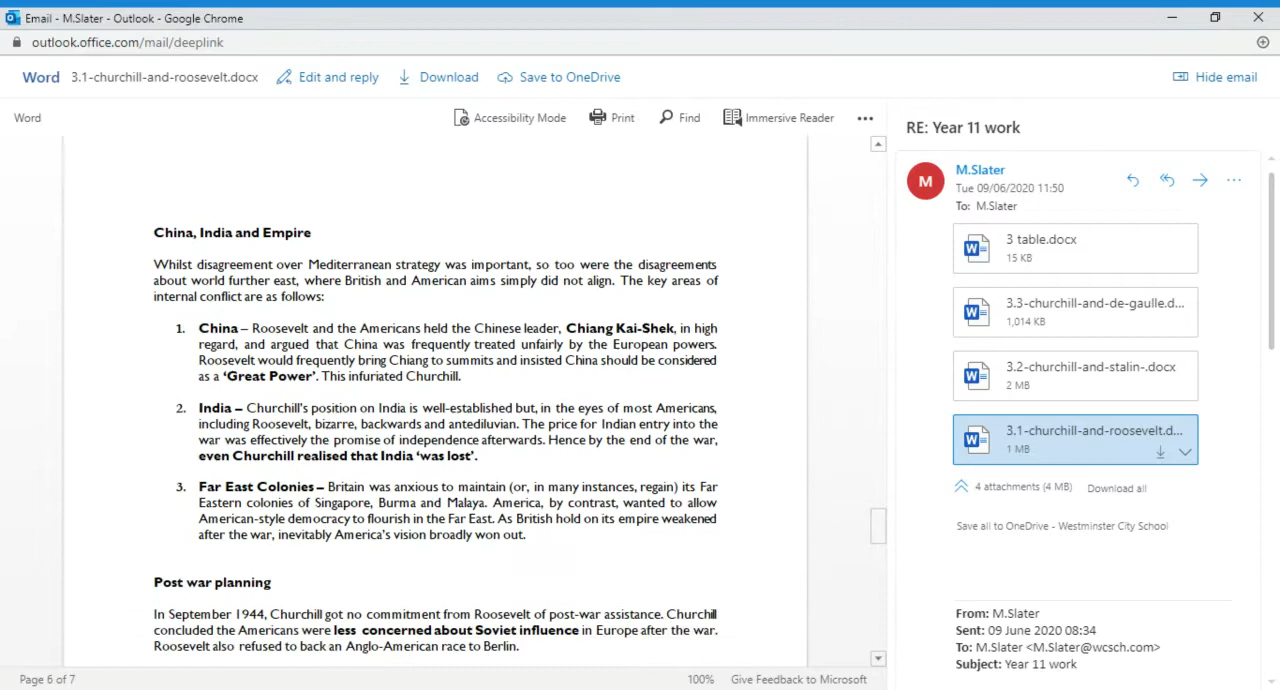 Email - M.Slater - Outlook - Google Chrome
outlook.office.com/mail/deeplink
Word 3.1-churchill-and-roosevelt.docx Edit and reply Download Save to OneDrive Hide email
Word Accessibility Mode Print Find Immersive Reader
China, India and Empire
Whilst disagreement over Mediterranean strategy was important, so too were the disagreements
about world further east, where British and American aims simply did not align. The key areas of
internal conflict are as follows:
1. China – Roosevelt and the Americans held the Chinese leader, Chiang Kai-Shek, in high
regard, and argued that China was frequently treated unfairly by the European powers.
Roosevelt would frequently bring Chiang to summits and insisted China should be considered
as a ‘Great Power’. This infuriated Churchill.
2. India – Churchill’s position on India is well-established but, in the eyes of most Americans,
including Roosevelt, bizarre, backwards and antediluvian. The price for Indian entry into the
war was effectively the promise of independence afterwards. Hence by the end of the war,
even Churchill realised that India ‘was lost’.
3. Far East Colonies – Britain was anxious to maintain (or, in many instances, regain) its Far
Eastern colonies of Singapore, Burma and Malaya. America, by contrast, wanted to allow
American-style democracy to flourish in the Far East. As British hold on its empire weakened
after the war, inevitably America’s vision broadly won out.
Post war planning
In September 1944, Churchill got no commitment from Roosevelt of post-war assistance. Churchill
concluded the Americans were less concerned about Soviet influence in Europe after the war.
Roosevelt also refused to back an Anglo-American race to Berlin.
Page 6 of 7 100% Give Feedback to Microsoft
RE: Year 11 work
M
M.Slater
Tue 09/06/2020 11:50
To: M.Slater
3 table.docx
15 KB
3.3-churchill-and-de-gaulle.d...
1,014 KB
3.2-churchill-and-stalin-.docx
2 MB
3.1-churchill-and-roosevelt.d...
1 MB
4 attachments (4 MB) Download all
Save all to OneDrive - Westminster City School
From: M.Slater
Sent: 09 June 2020 08:34
To: M.Slater <M.Slater@wcsch.com>
Subject: Year 11 work